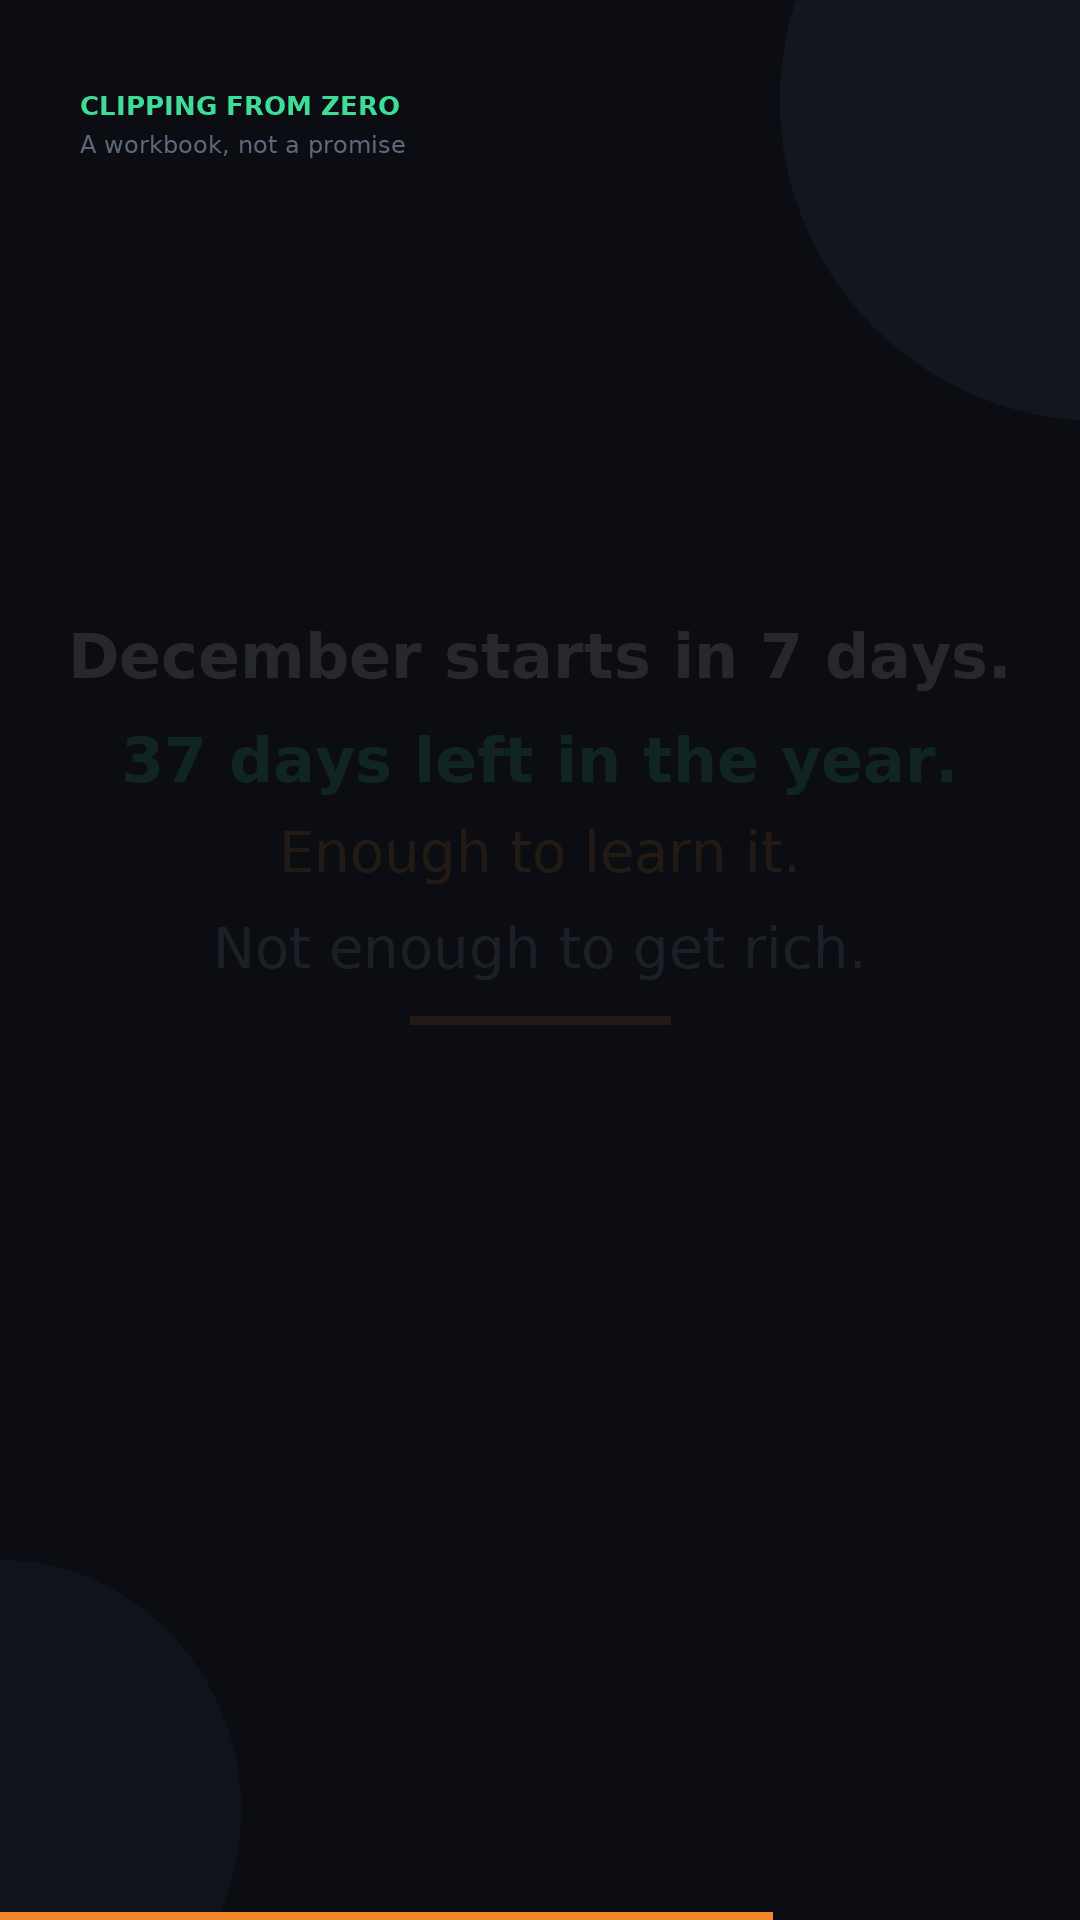 CLIPPING FROM ZERO
A workbook, not a promise
December starts in 7 days.
37 days left in the year.
Enough to learn it.
Not enough to get rich.